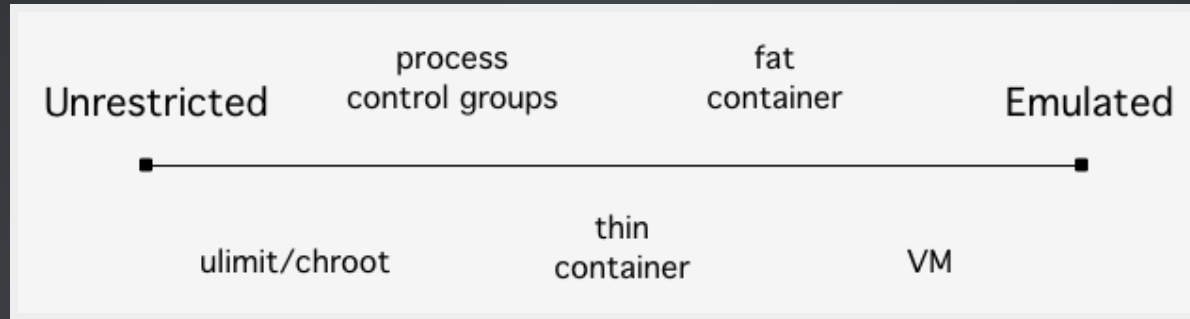 process
control groups
fat
container
Unrestricted
Emulated
thin
container
ulimit/chroot
VM